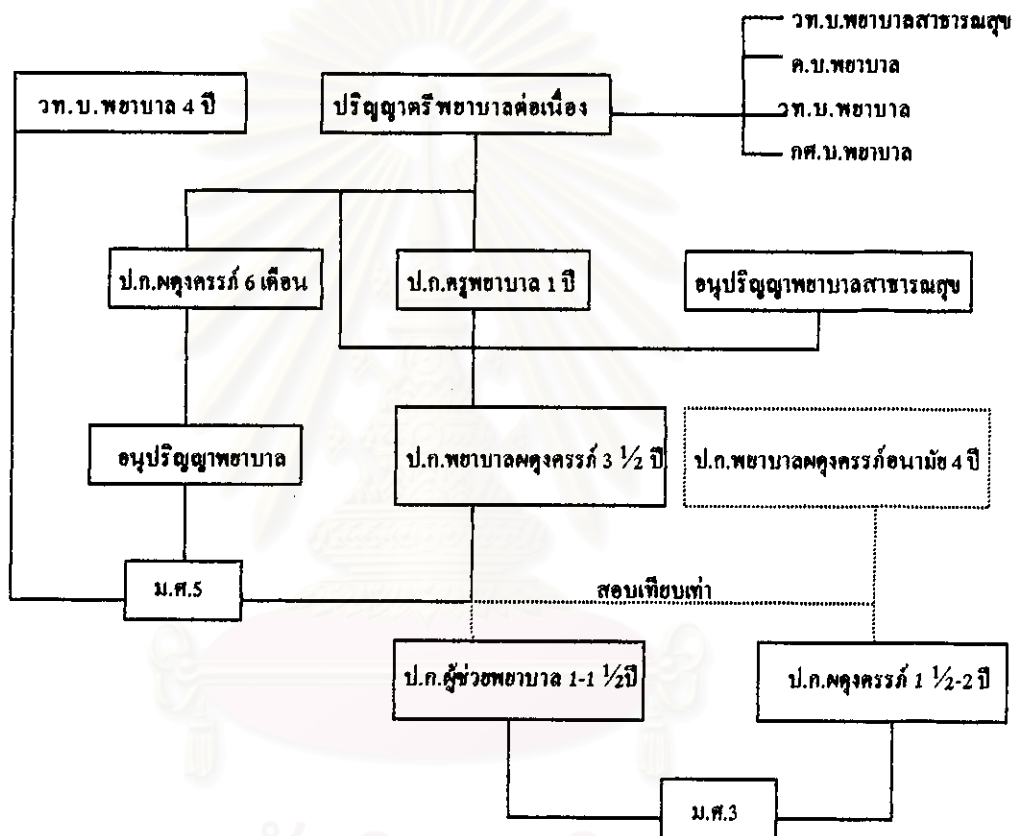 วท.บ.พยาบาลสาธารณสุข
ค.บ.พยาบาล
วท.บ.พยาบาล 4 ปี
ปริญญาตรีพยาบาลต่อเนื่อง
วท.บ.พยาบาล
กศ.บ.พยาบาล
ป.ก.ผดุงครรภ์ 6 เดือน
ป.ก.ครูพยาบาล 1 ปี
อนุปริญญาพยาบาลสาธารณสุข
อนุปริญญาพยาบาล
ป.ก.พยาบาลผดุงครรภ์ 3 ½ ปี
ป.ก.พยาบาลผดุงครรภ์อนามัย 4 ปี
ม.ศ.5
สอบเทียบเท่า
ป.ก.ผู้ช่วยพยาบาล 1-1 ½ปี
ป.ก.ผดุงครรภ์ 1 ½-2 ปี
ม.ศ.3